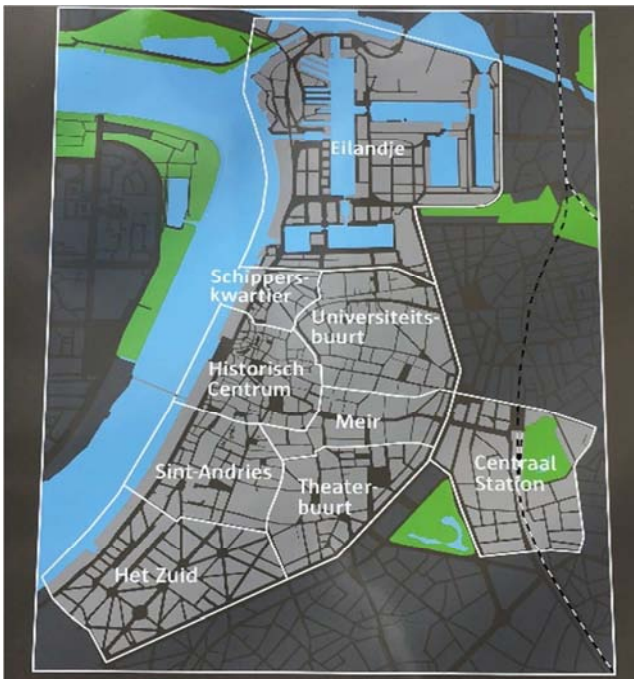 Eilandje
Schippers-
kwartier
Universiteits-
buurt
Historisch
Centrum
Meir
Centraal
Station
Sint-Andries
Theater-
buurt
Het Zuid